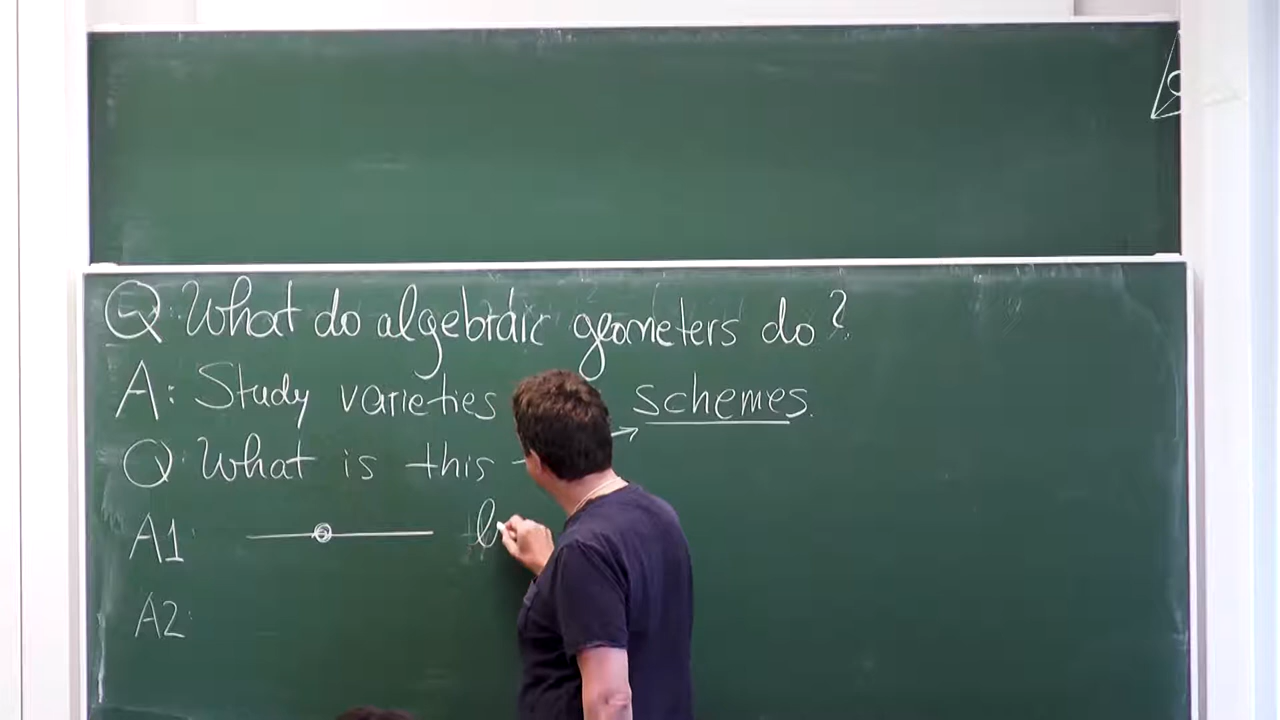 Q: What do algebraic geometers do?
A: Study varieties schemes.
Q: What is this
A1:
A2: